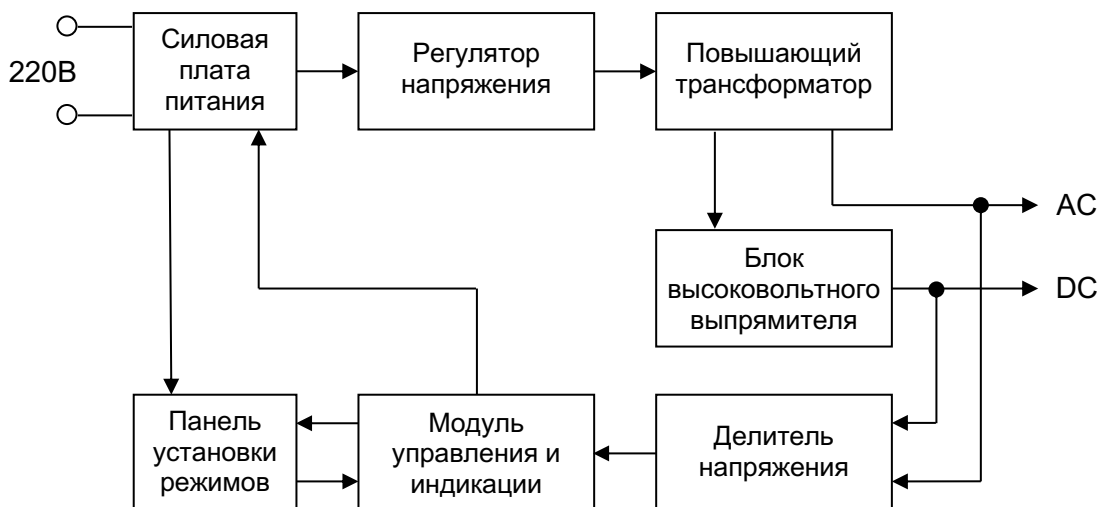 220В
Силовая
плата
питания
Регулятор
напряжения
Повышающий
трансформатор
AC
Блок
высоковольтного
выпрямителя
DC
Панель
установки
режимов
Модуль
управления и
индикации
Делитель
напряжения